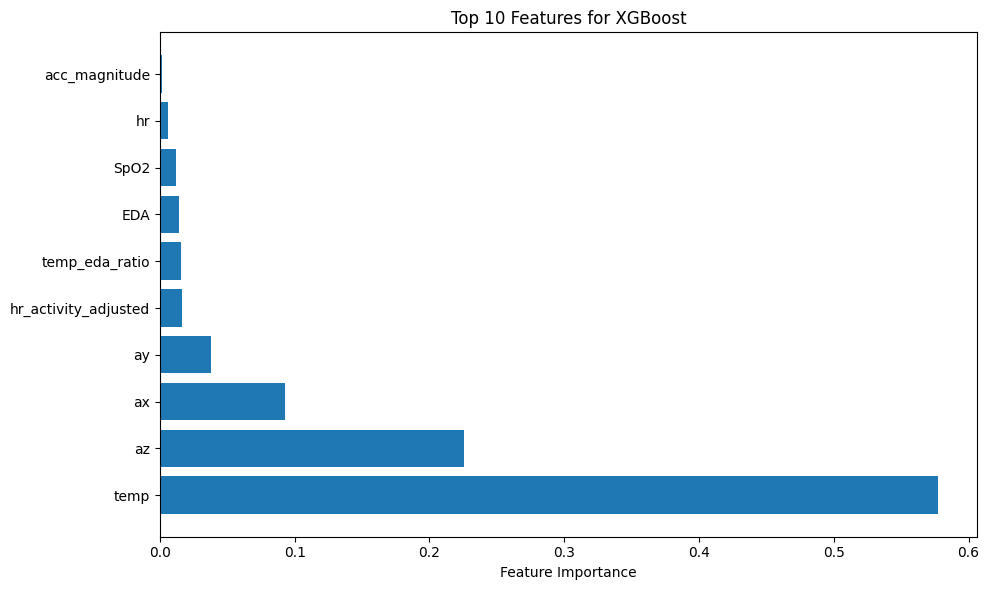 Top 10 Features for XGBoost
acc_magnitude
hr
SpO2
EDA
temp_eda_ratio
hr_activity_adjusted
ay
ax
az
temp
0.0 0.1 0.2 0.3 0.4 0.5 0.6
Feature Importance